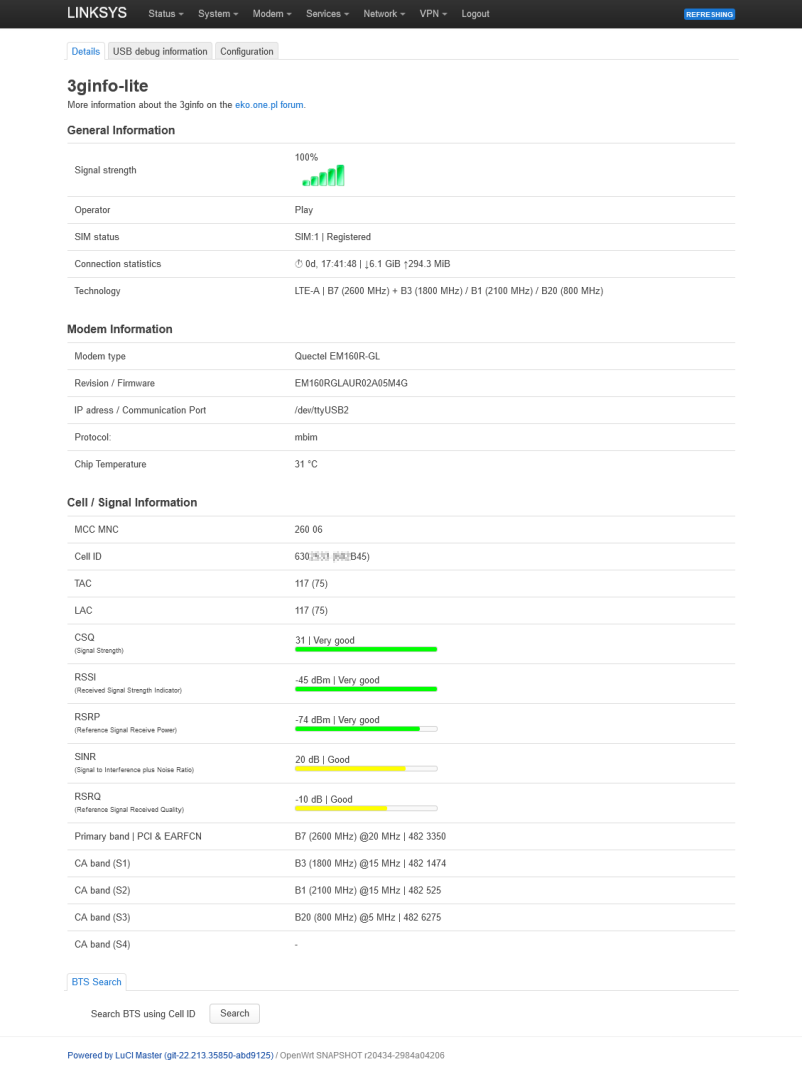 LINKSYS Status System Modem Services Network VPN Logout REFRESHING
Details USB debug information Configuration
3ginfo-lite
More information about the 3ginfo on the eko.one.pl forum.
General Information
Signal strength 100%
Operator Play
SIM status SIM:1 | Registered
Connection statistics ⏱ 0d, 17:41:48 | ↓6.1 GiB ↑294.3 MiB
Technology LTE-A | B7 (2600 MHz) + B3 (1800 MHz) / B1 (2100 MHz) / B20 (800 MHz)
Modem Information
Modem type Quectel EM160R-GL
Revision / Firmware EM160RGLAUR02A05M4G
IP adress / Communication Port /dev/ttyUSB2
Protocol: mbim
Chip Temperature 31 °C
Cell / Signal Information
MCC MNC 260 06
Cell ID 630 B45)
TAC 117 (75)
LAC 117 (75)
CSQ 31 | Very good
(Signal Strength)
RSSI -45 dBm | Very good
(Received Signal Strength Indicator)
RSRP -74 dBm | Very good
(Reference Signal Receive Power)
SINR 20 dB | Good
(Signal to Interference plus Noise Ratio)
RSRQ -10 dB | Good
(Reference Signal Received Quality)
Primary band | PCI & EARFCN B7 (2600 MHz) @20 MHz | 482 3350
CA band (S1) B3 (1800 MHz) @15 MHz | 482 1474
CA band (S2) B1 (2100 MHz) @15 MHz | 482 525
CA band (S3) B20 (800 MHz) @5 MHz | 482 6275
CA band (S4) -
BTS Search
Search BTS using Cell ID Search
Powered by LuCI Master (git-22.213.35850-abd9125) / OpenWrt SNAPSHOT r20434-2984a04206